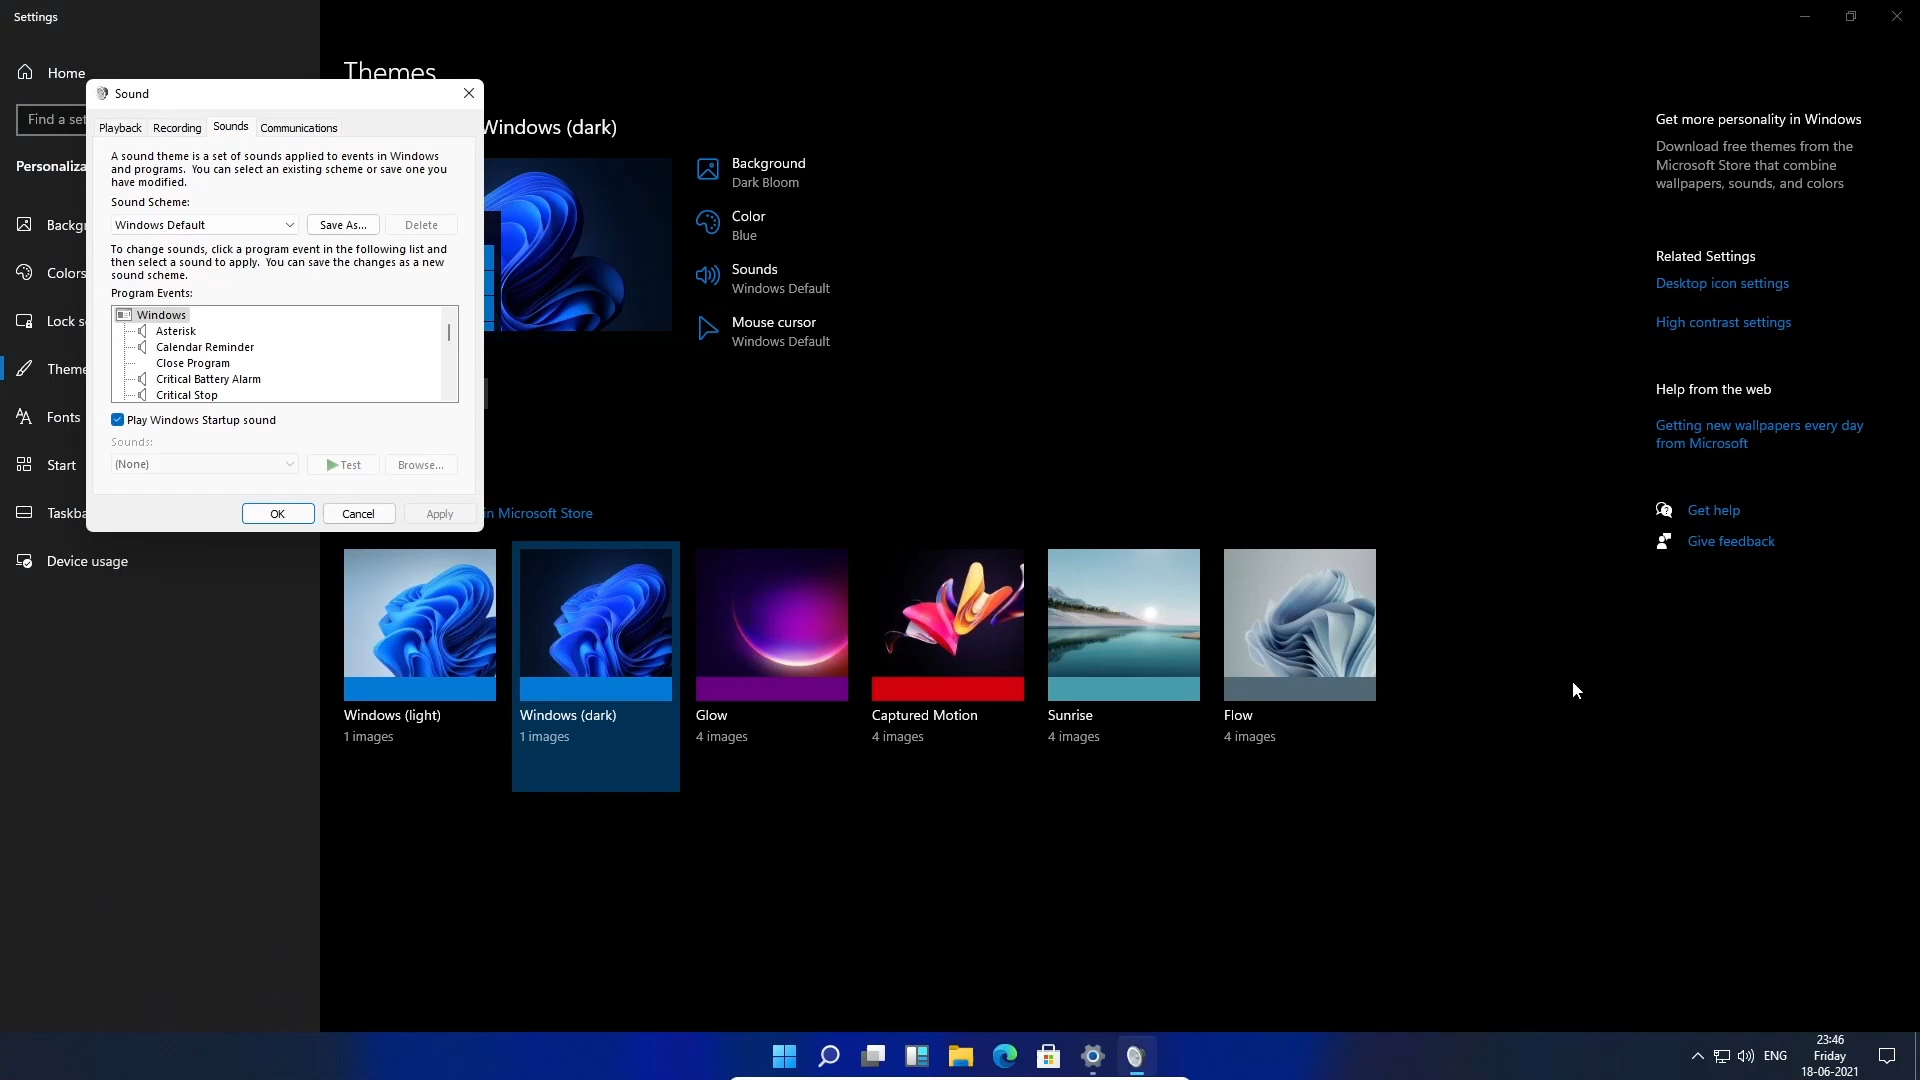 Settings
Home
Find a set
Personaliza
Backg
Colors
Lock s
Theme
Fonts
Start
Taskba
Device usage
Sound
Playback
Recording
Sounds
Communications
A sound theme is a set of sounds applied to events in Windows
and programs. You can select an existing scheme or save one you
have modified.
Sound Scheme:
Windows Default
Save As...
Delete
To change sounds, click a program event in the following list and
then select a sound to apply. You can save the changes as a new
sound scheme.
Program Events:
Windows
Asterisk
Calendar Reminder
Close Program
Critical Battery Alarm
Critical Stop
Play Windows Startup sound
Sounds:
(None)
Test
Browse...
OK
Cancel
Apply
Themes
Windows (dark)
Background
Dark Bloom
Color
Blue
Sounds
Windows Default
Mouse cursor
Windows Default
in Microsoft Store
Windows (light)
1 images
Windows (dark)
1 images
Glow
4 images
Captured Motion
4 images
Sunrise
4 images
Flow
4 images
Get more personality in Windows
Download free themes from the
Microsoft Store that combine
wallpapers, sounds, and colors
Related Settings
Desktop icon settings
High contrast settings
Help from the web
Getting new wallpapers every day
from Microsoft
Get help
Give feedback
ENG
23:46
Friday
18-06-2021